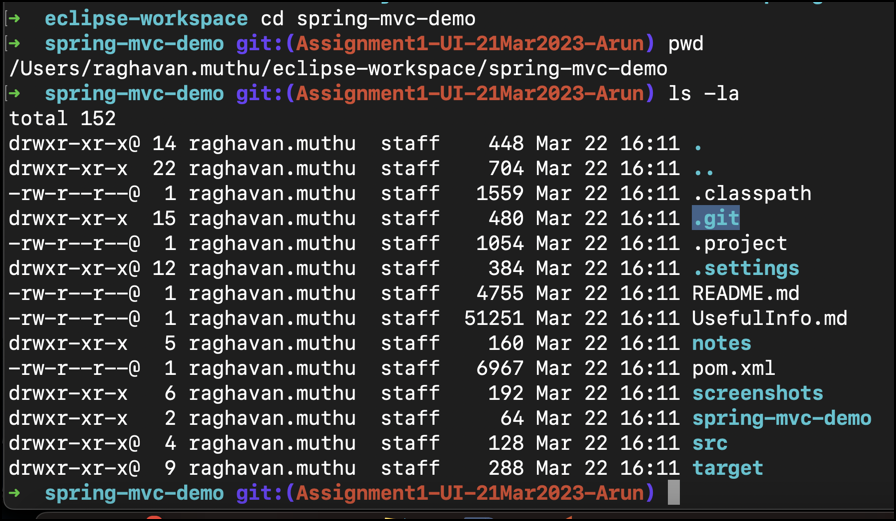 ➜  eclipse-workspace cd spring-mvc-demo
➜  spring-mvc-demo git:(Assignment1-UI-21Mar2023-Arun) pwd
/Users/raghavan.muthu/eclipse-workspace/spring-mvc-demo
➜  spring-mvc-demo git:(Assignment1-UI-21Mar2023-Arun) ls -la
total 152
drwxr-xr-x@ 14 raghavan.muthu  staff    448 Mar 22 16:11 .
drwxr-xr-x  22 raghavan.muthu  staff    704 Mar 22 16:11 ..
-rw-r--r--@  1 raghavan.muthu  staff   1559 Mar 22 16:11 .classpath
drwxr-xr-x  15 raghavan.muthu  staff    480 Mar 22 16:11 .git
-rw-r--r--@  1 raghavan.muthu  staff   1054 Mar 22 16:11 .project
drwxr-xr-x@ 12 raghavan.muthu  staff    384 Mar 22 16:11 .settings
-rw-r--r--@  1 raghavan.muthu  staff   4755 Mar 22 16:11 README.md
-rw-r--r--@  1 raghavan.muthu  staff  51251 Mar 22 16:11 UsefulInfo.md
drwxr-xr-x   5 raghavan.muthu  staff    160 Mar 22 16:11 notes
-rw-r--r--@  1 raghavan.muthu  staff   6967 Mar 22 16:11 pom.xml
drwxr-xr-x   6 raghavan.muthu  staff    192 Mar 22 16:11 screenshots
drwxr-xr-x   2 raghavan.muthu  staff     64 Mar 22 16:11 spring-mvc-demo
drwxr-xr-x@  4 raghavan.muthu  staff    128 Mar 22 16:11 src
drwxr-xr-x@  9 raghavan.muthu  staff    288 Mar 22 16:11 target
➜  spring-mvc-demo git:(Assignment1-UI-21Mar2023-Arun)